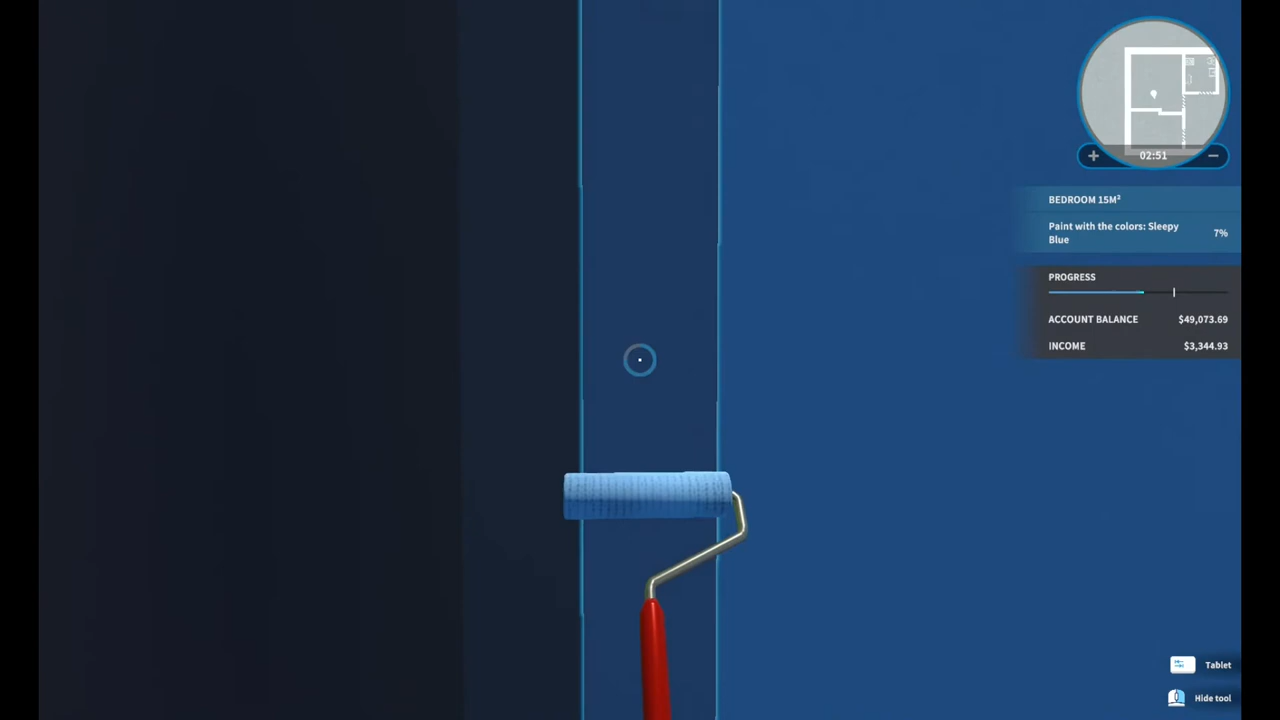 02:51
BEDROOM 15M²
Paint with the colors: Sleepy
Blue
7%
PROGRESS
ACCOUNT BALANCE $49,073.69
INCOME $3,344.93
Tablet
Hide tool